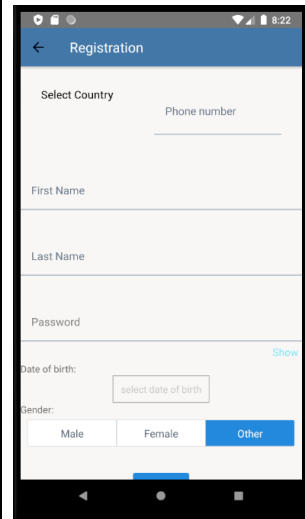 8:22
Registration
Select Country
Phone number
First Name
Last Name
Password
Show
Date of birth:
select date of birth
Gender:
Male Female Other